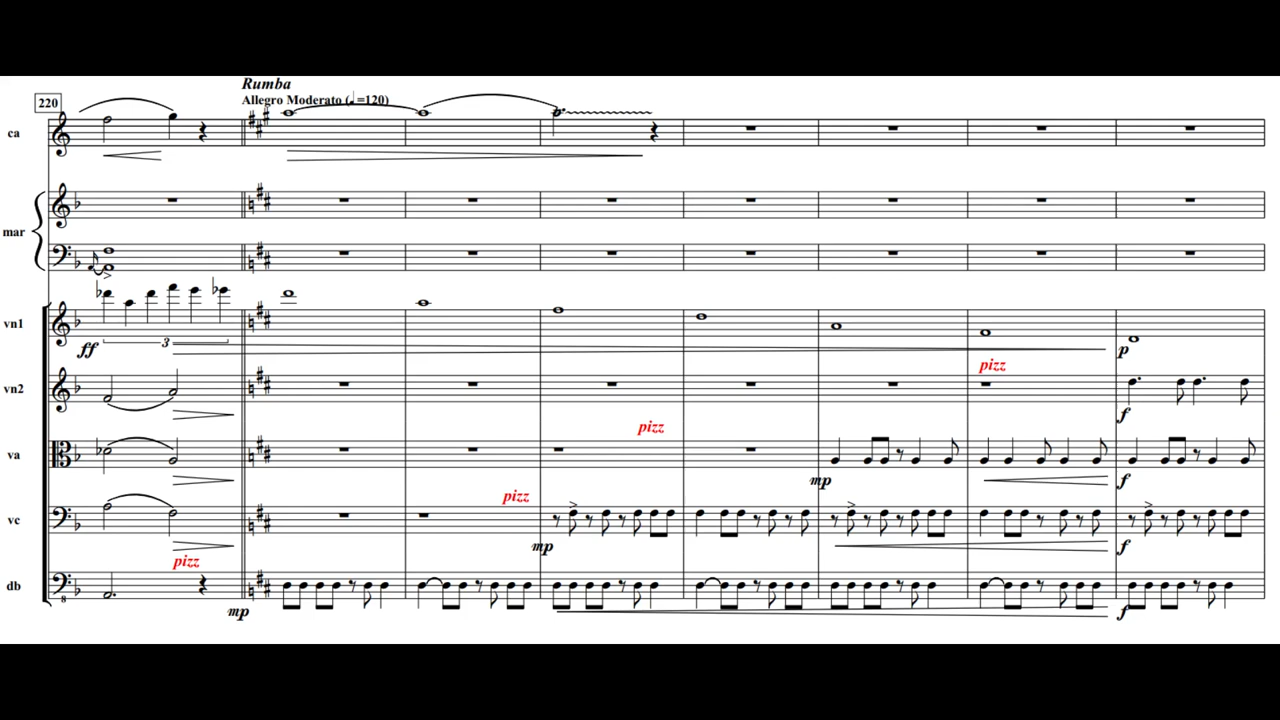 Rumba
220
Allegro Moderato (♩=120)
ca
mar
vn1
3
ff
p
pizz
vn2
f
pizz
va
mp
f
pizz
vc
mp
f
pizz
db
8
mp
f